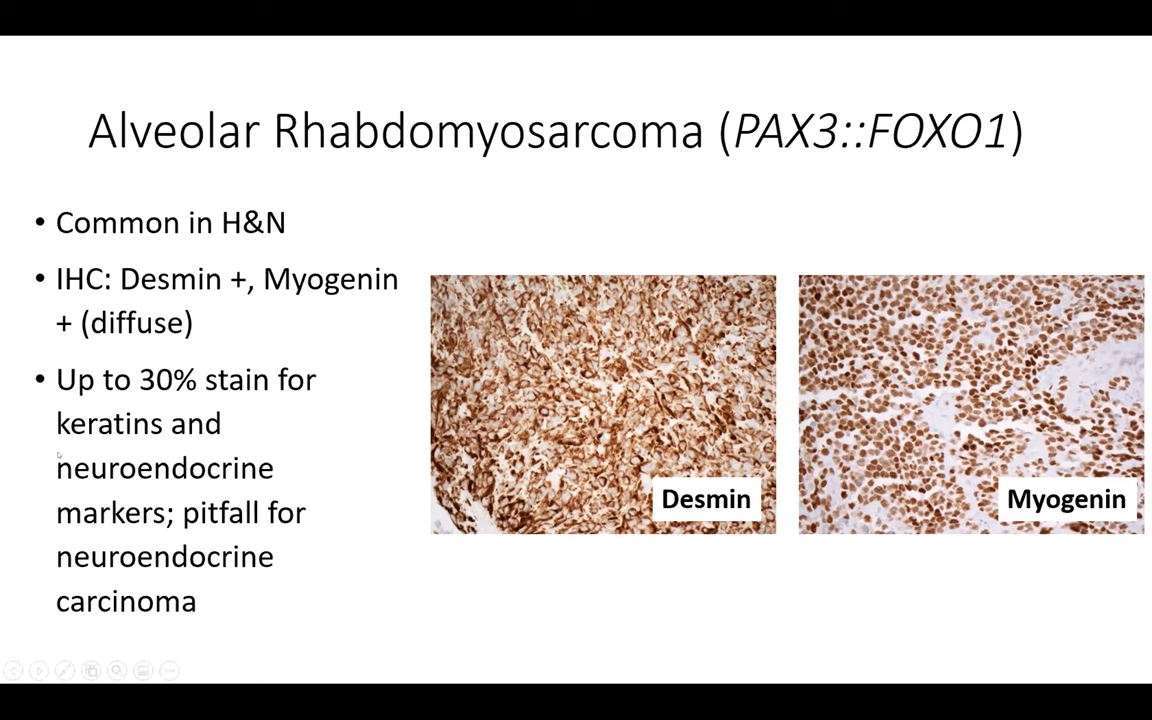 Alveolar Rhabdomyosarcoma (PAX3::FOXO1)
• Common in H&N
• IHC: Desmin +, Myogenin
+ (diffuse)
• Up to 30% stain for
keratins and
neuroendocrine
markers; pitfall for
neuroendocrine
carcinoma
Desmin
Myogenin